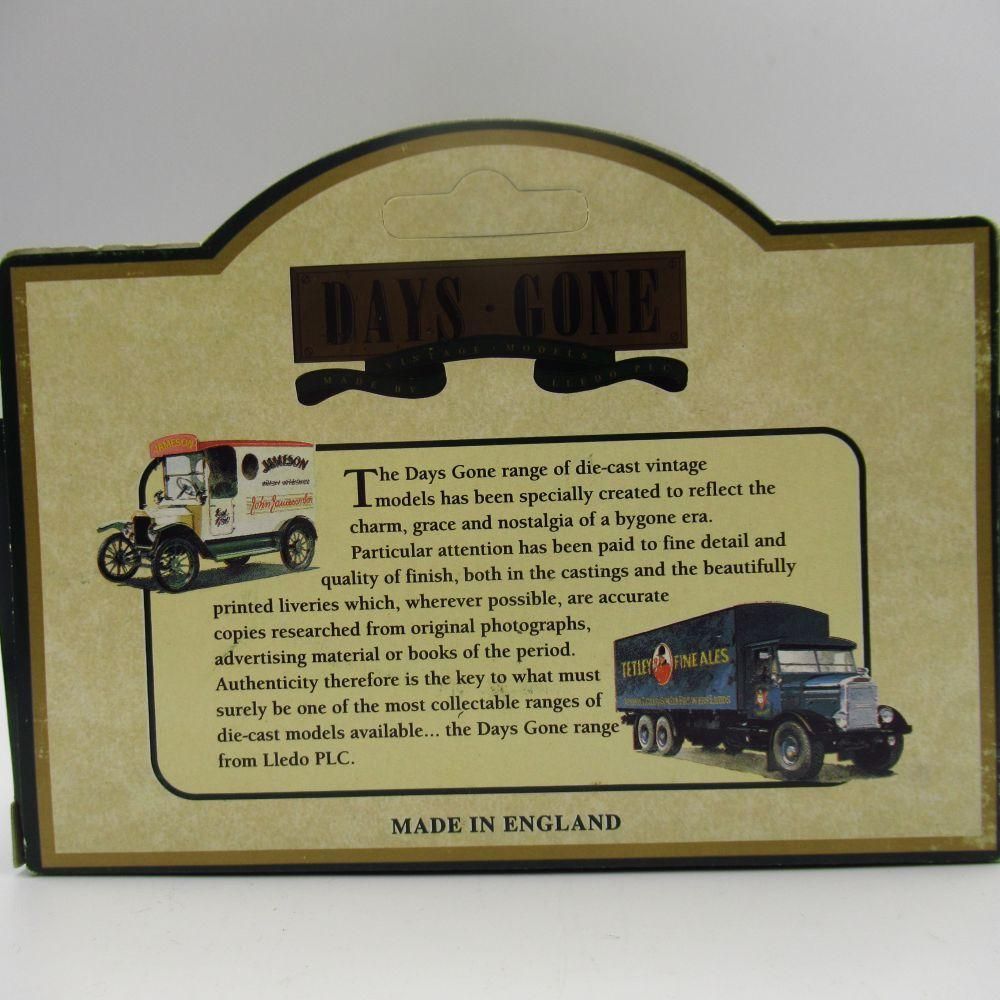 DAYS · GONE
VINTAGE · MODELS
MADE BY LLEDO PLC
JAMESON
JAMESON
The Days Gone range of die-cast vintage
models has been specially created to reflect the
charm, grace and nostalgia of a bygone era.
Particular attention has been paid to fine detail and
quality of finish, both in the castings and the beautifully
printed liveries which, wherever possible, are accurate
copies researched from original photographs,
advertising material or books of the period.
Authenticity therefore is the key to what must
surely be one of the most collectable ranges of
die-cast models available... the Days Gone range
from Lledo PLC.
TETLEY FINE ALES
MADE IN ENGLAND